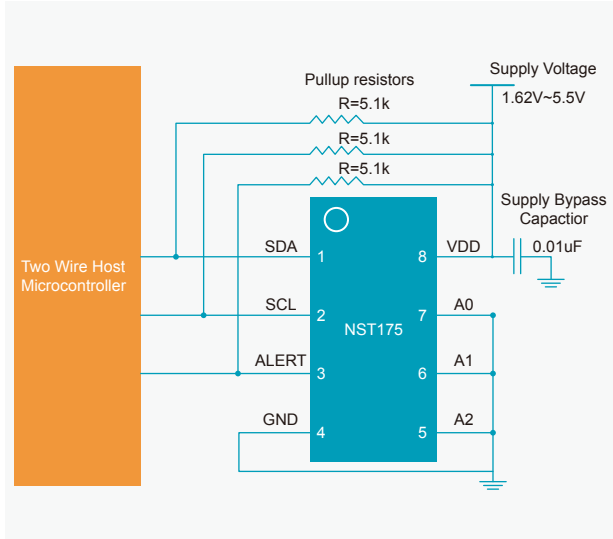 Supply Voltage
1.62V~5.5V
Pullup resistors
R=5.1k
R=5.1k
R=5.1k
Supply Bypass
Capactior
0.01uF
Two Wire Host
Microcontroller
SDA
1
8
VDD
SCL
2
7
A0
NST175
ALERT
3
6
A1
GND
4
5
A2